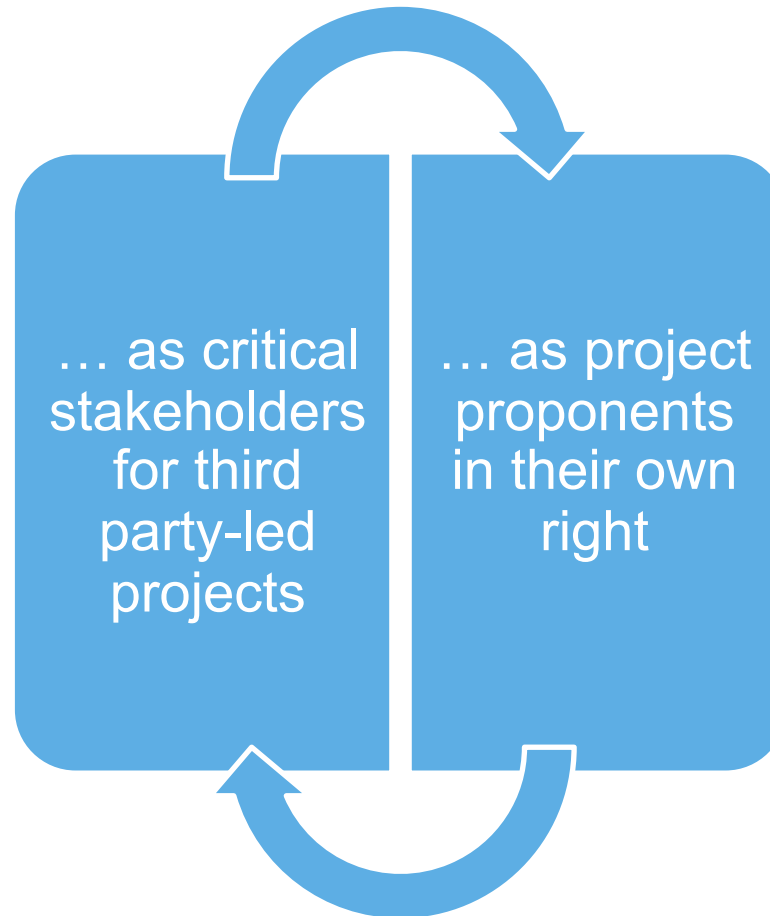 … as critical
stakeholders
for third
party-led
projects
… as project
proponents
in their own
right